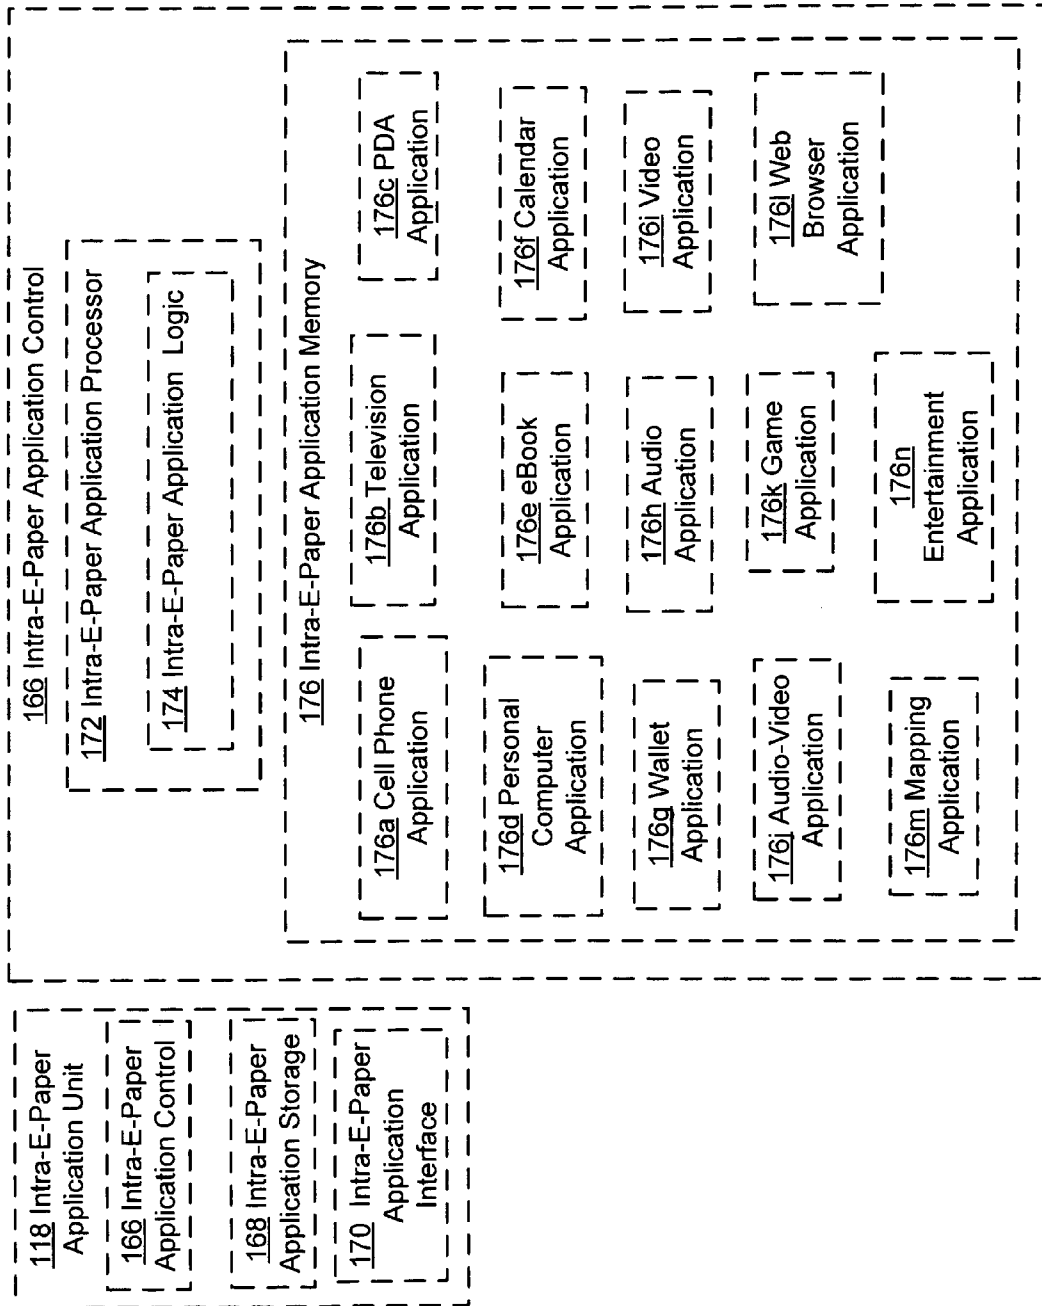 118 Intra-E-Paper
Application Unit
166 Intra-E-Paper
Application Control
168 Intra-E-Paper
Application Storage
170 Intra-E-Paper
Application
Interface
166 Intra-E-Paper Application Control
172 Intra-E-Paper Application Processor
174 Intra-E-Paper Application Logic
176 Intra-E-Paper Application Memory
176a Cell Phone
Application
176b Television
Application
176c PDA
Application
176d Personal
Computer
Application
176e eBook
Application
176f Calendar
Application
176g Wallet
Application
176h Audio
Application
176i Video
Application
176j Audio-Video
Application
176k Game
Application
176l Web
Browser
Application
176m Mapping
Application
176n
Entertainment
Application